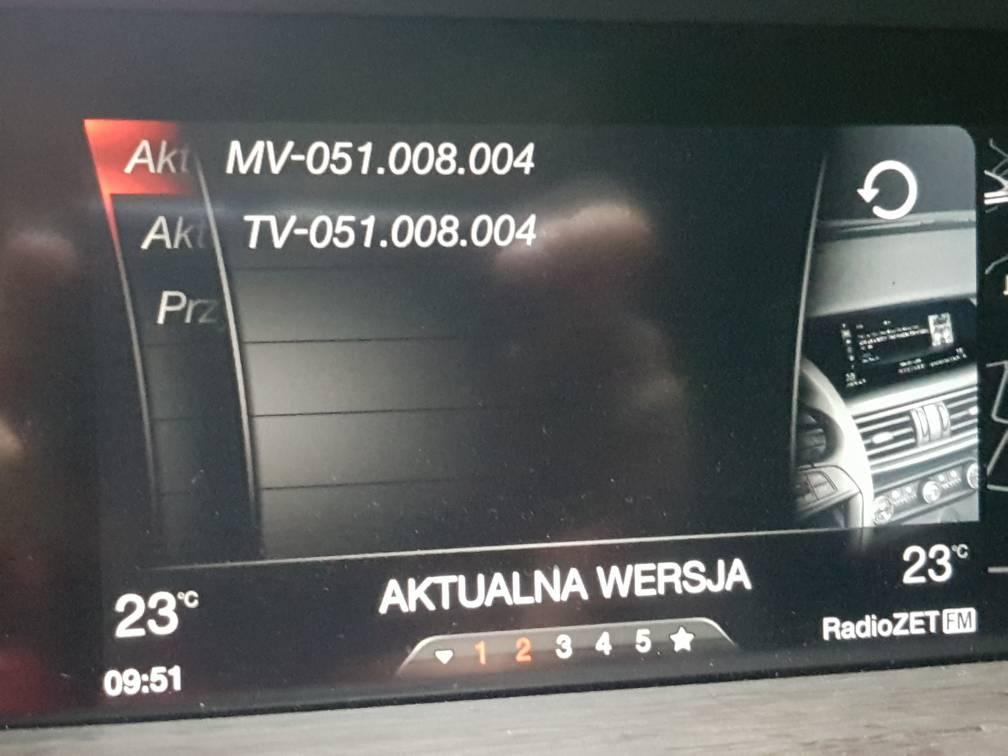 Akt MV-051.008.004
Akt TV-051.008.004
Prz
AKTUALNA WERSJA
23°C
23°C
1 2 3 4 5
RadioZET FM
09:51